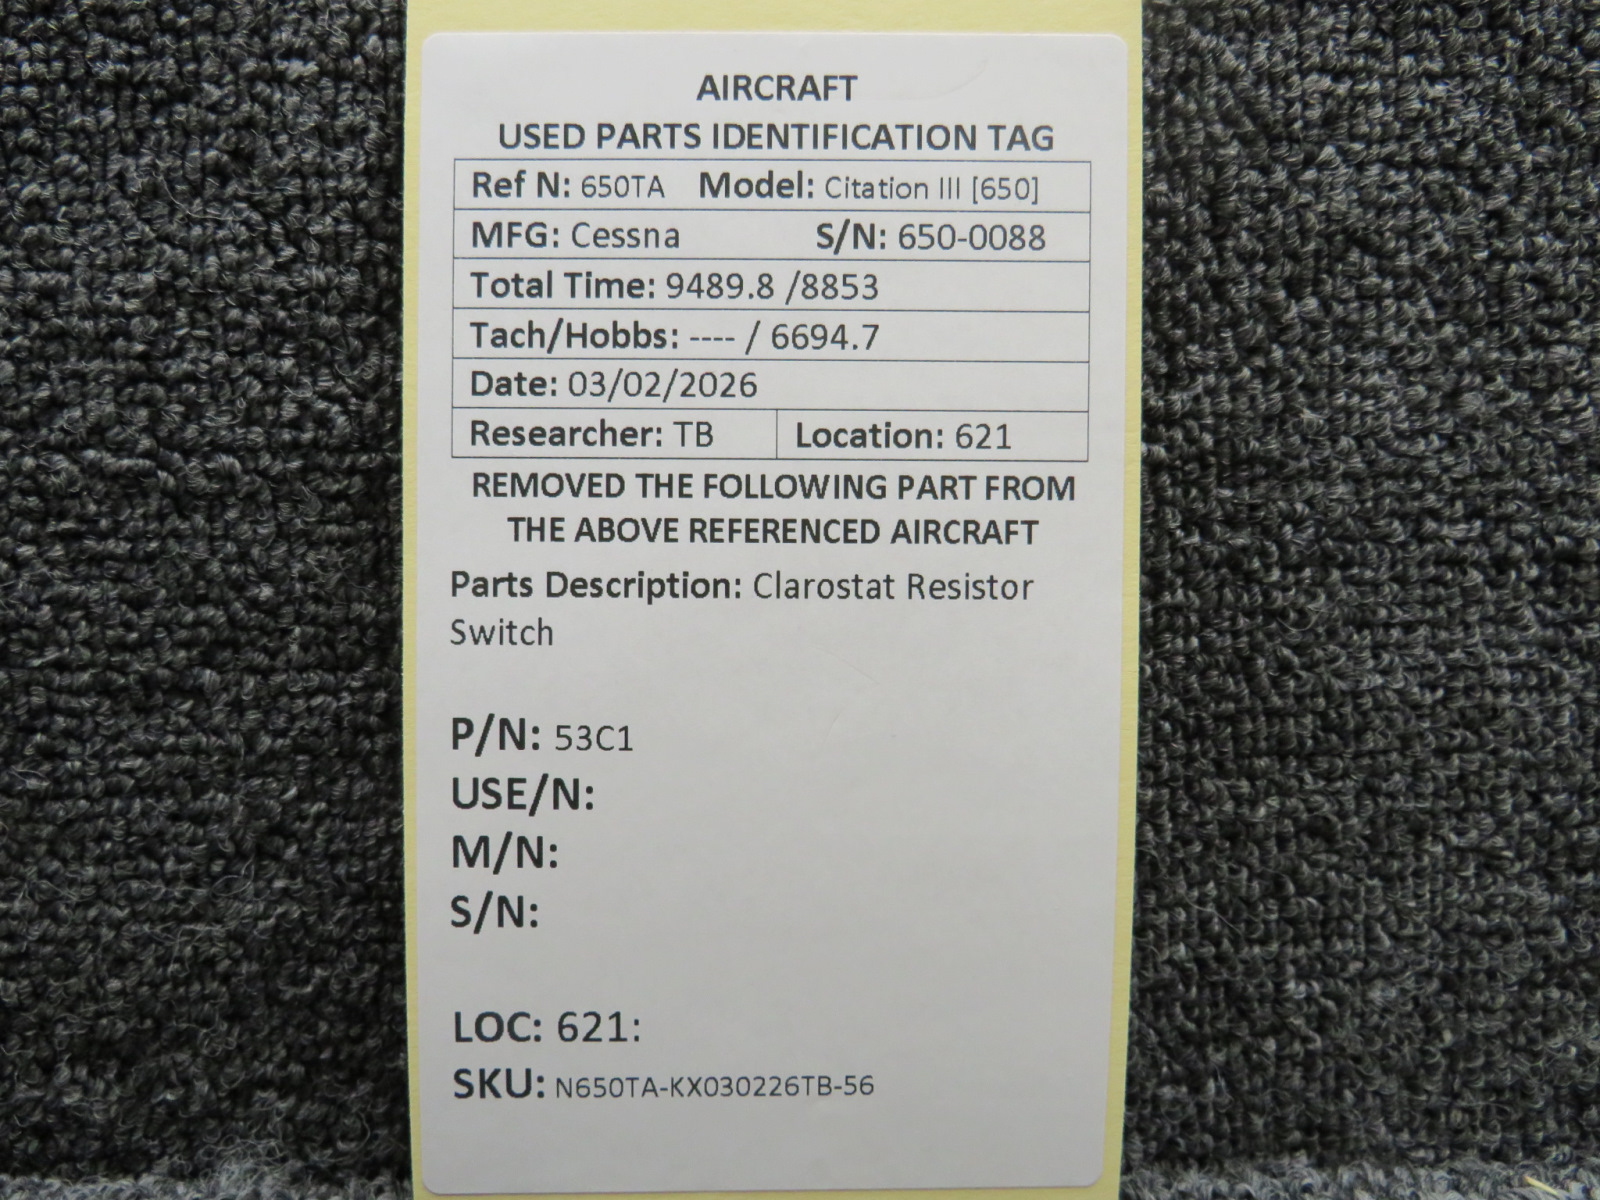 AIRCRAFT
USED PARTS IDENTIFICATION TAG
Ref N: 650TA Model: Citation III [650]
MFG: Cessna S/N: 650-0088
Total Time: 9489.8 /8853
Tach/Hobbs: ---- / 6694.7
Date: 03/02/2026
Researcher: TB Location: 621
REMOVED THE FOLLOWING PART FROM
THE ABOVE REFERENCED AIRCRAFT
Parts Description: Clarostat Resistor
Switch
P/N: 53C1
USE/N:
M/N:
S/N:
LOC: 621:
SKU: N650TA-KX030226TB-56